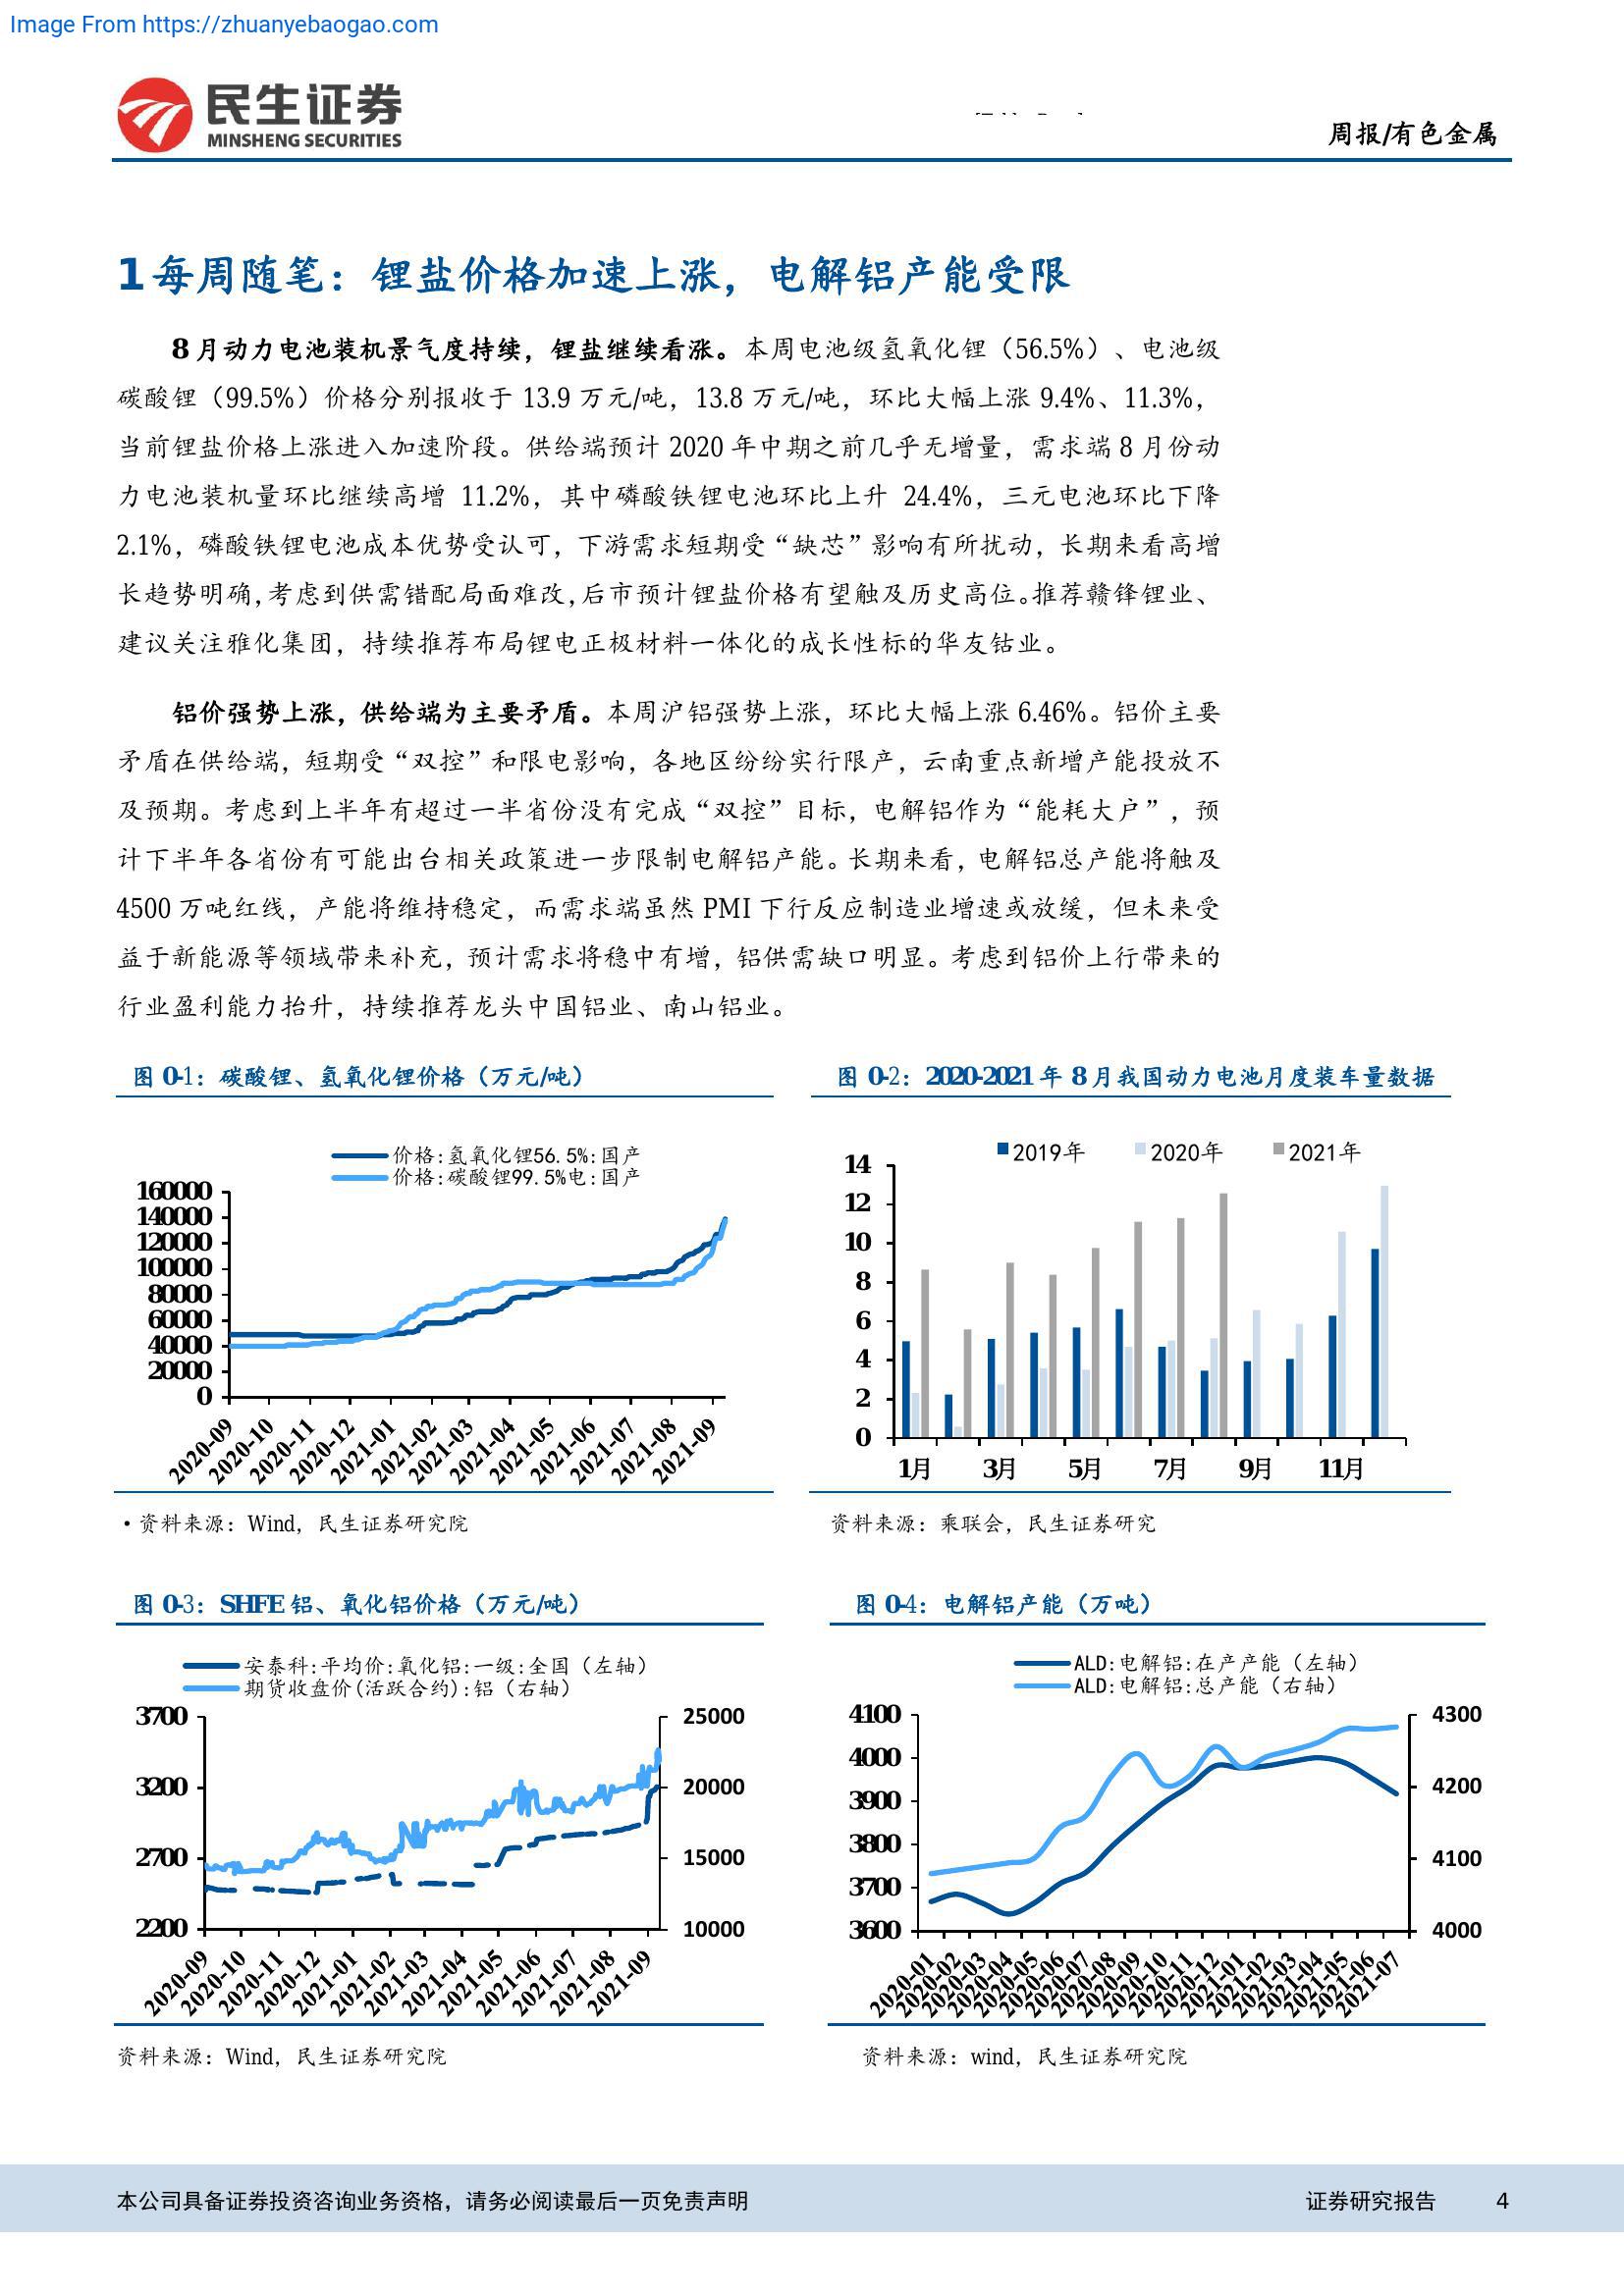 Image From https://zhuanyebaogao.com
民生证券
MINSHENG SECURITIES
周报/有色金属
1 每周随笔：锂盐价格加速上涨，电解铝产能受限
8 月动力电池装机景气度持续，锂盐继续看涨。本周电池级氢氧化锂（56.5%）、电池级
碳酸锂（99.5%）价格分别报收于 13.9 万元/吨，13.8 万元/吨，环比大幅上涨 9.4%、11.3%，
当前锂盐价格上涨进入加速阶段。供给端预计 2020 年中期之前几乎无增量，需求端 8 月份动
力电池装机量环比继续高增 11.2%，其中磷酸铁锂电池环比上升 24.4%，三元电池环比下降
2.1%，磷酸铁锂电池成本优势受认可，下游需求短期受“缺芯”影响有所扰动，长期来看高增
长趋势明确，考虑到供需错配局面难改，后市预计锂盐价格有望触及历史高位。推荐赣锋锂业、
建议关注雅化集团，持续推荐布局锂电正极材料一体化的成长性标的华友钴业。
铝价强势上涨，供给端为主要矛盾。本周沪铝强势上涨，环比大幅上涨 6.46%。铝价主要
矛盾在供给端，短期受“双控”和限电影响，各地区纷纷实行限产，云南重点新增产能投放不
及预期。考虑到上半年有超过一半省份没有完成“双控”目标，电解铝作为“能耗大户”，预
计下半年各省份有可能出台相关政策进一步限制电解铝产能。长期来看，电解铝总产能将触及
4500 万吨红线，产能将维持稳定，而需求端虽然 PMI 下行反应制造业增速或放缓，但未来受
益于新能源等领域带来补充，预计需求将稳中有增，铝供需缺口明显。考虑到铝价上行带来的
行业盈利能力抬升，持续推荐龙头中国铝业、南山铝业。
图 0-1：碳酸锂、氢氧化锂价格（万元/吨）
价格:氢氧化锂56.5%:国产
价格:碳酸锂99.5%电:国产
160000
140000
120000
100000
80000
60000
40000
20000
0
2020-09 2020-10 2020-11 2020-12 2021-01 2021-02 2021-03 2021-04 2021-05 2021-06 2021-07 2021-08 2021-09
·资料来源：Wind，民生证券研究院
图 0-2：2020-2021 年 8 月我国动力电池月度装车量数据
2019年 2020年 2021年
14
12
10
8
6
4
2
0
1月 3月 5月 7月 9月 11月
资料来源：乘联会，民生证券研究
图 0-3：SHFE 铝、氧化铝价格（万元/吨）
安泰科:平均价:氧化铝:一级:全国（左轴）
期货收盘价(活跃合约):铝（右轴）
3700
3200
2700
2200
25000
20000
15000
10000
2020-09 2020-10 2020-11 2020-12 2021-01 2021-02 2021-03 2021-04 2021-05 2021-06 2021-07 2021-08 2021-09
资料来源：Wind，民生证券研究院
图 0-4：电解铝产能（万吨）
ALD:电解铝:在产产能（左轴）
ALD:电解铝:总产能（右轴）
4100
4000
3900
3800
3700
3600
4300
4200
4100
4000
2020-01 2020-02 2020-03 2020-04 2020-05 2020-06 2020-07 2020-08 2020-09 2020-10 2020-11 2020-12 2021-01 2021-02 2021-03 2021-04 2021-05 2021-06 2021-07
资料来源：wind，民生证券研究院
本公司具备证券投资咨询业务资格，请务必阅读最后一页免责声明
证券研究报告 4